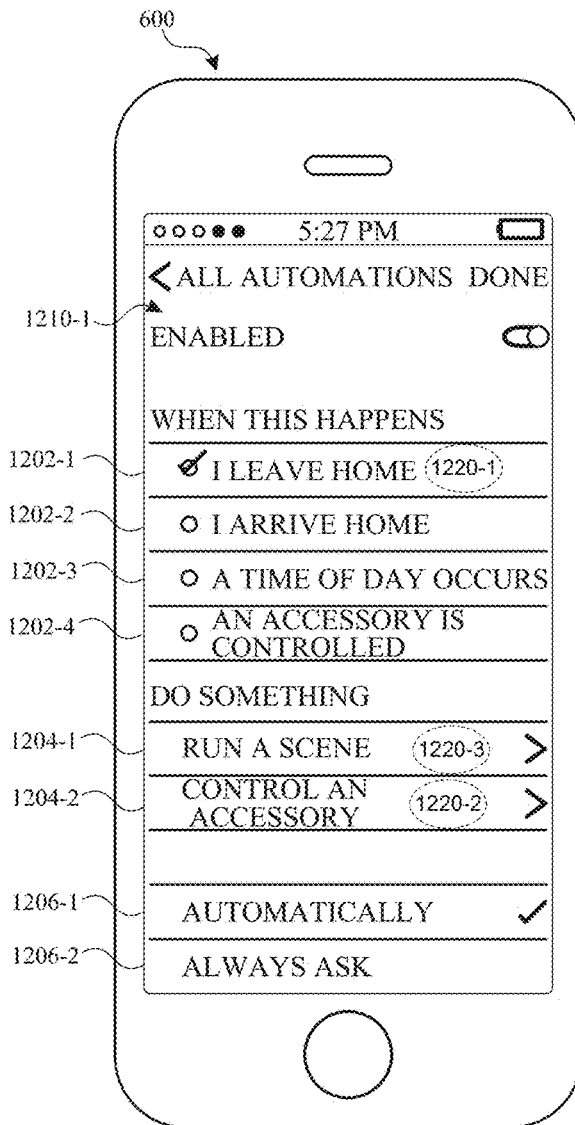 600
5:27 PM
< ALL AUTOMATIONS DONE
1210-1
ENABLED
WHEN THIS HAPPENS
1202-1 I LEAVE HOME 1220-1
1202-2 I ARRIVE HOME
1202-3 A TIME OF DAY OCCURS
1202-4 AN ACCESSORY IS
CONTROLLED
DO SOMETHING
1204-1 RUN A SCENE 1220-3 >
1204-2 CONTROL AN
ACCESSORY 1220-2 >
1206-1 AUTOMATICALLY
1206-2 ALWAYS ASK